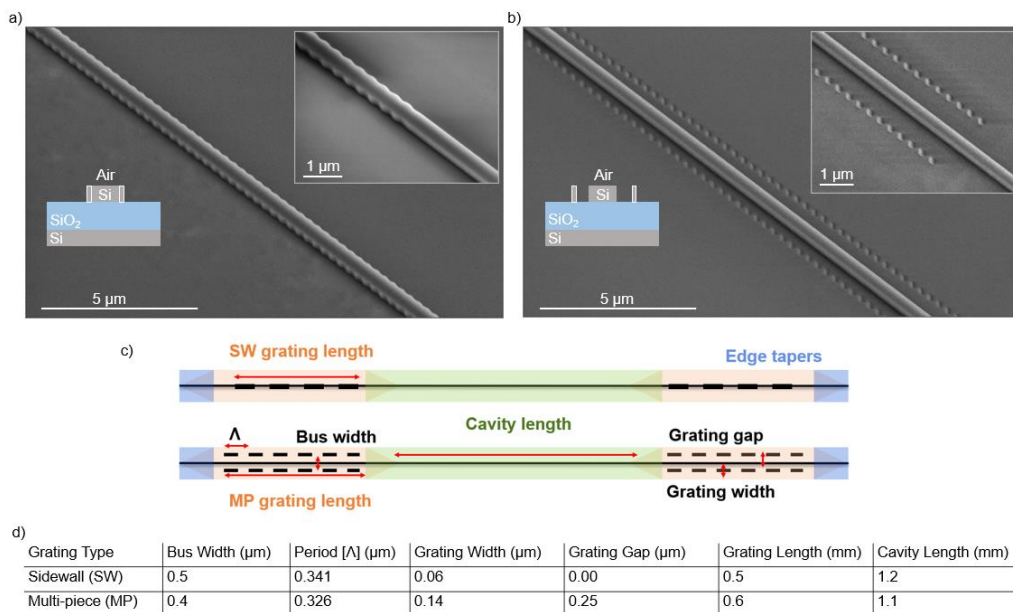 a)
1 µm
Air
Si
SiO2
Si
5 µm
b)
1 µm
Air
Si
SiO2
Si
5 µm
c)
SW grating length
Edge tapers
Λ
Bus width
Cavity length
Grating gap
MP grating length
Grating width
d)
Grating Type Bus Width (µm) Period [Λ] (µm) Grating Width (µm) Grating Gap (µm) Grating Length (mm) Cavity Length (mm)
Sidewall (SW) 0.5 0.341 0.06 0.00 0.5 1.2
Multi-piece (MP) 0.4 0.326 0.14 0.25 0.6 1.1